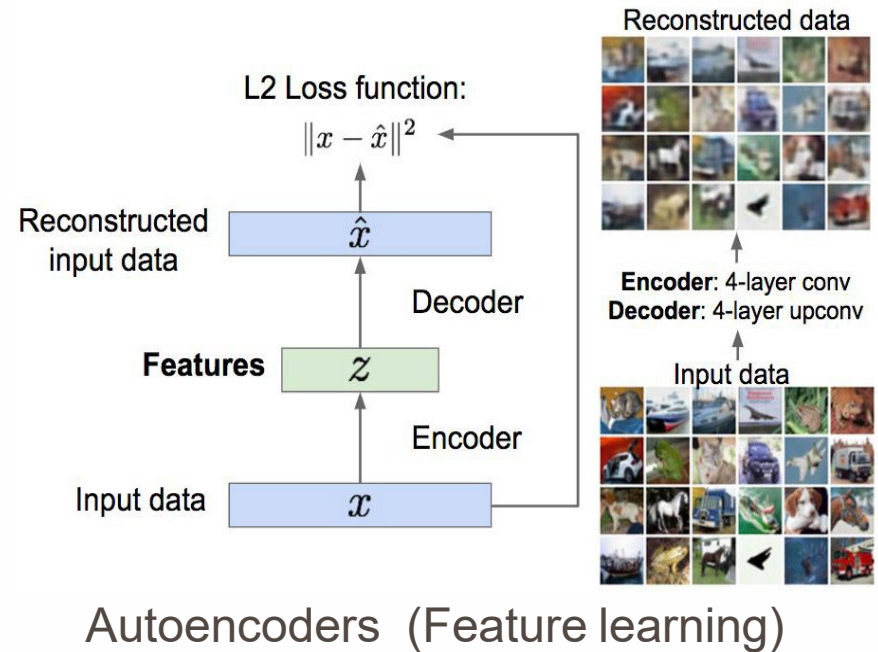 Reconstructed data
L2 Loss function:
‖x − x̂‖²
Reconstructed
input data
x̂
Decoder
Features
z
Encoder
Input data
x
Encoder: 4-layer conv
Decoder: 4-layer upconv
Input data
Autoencoders (Feature learning)